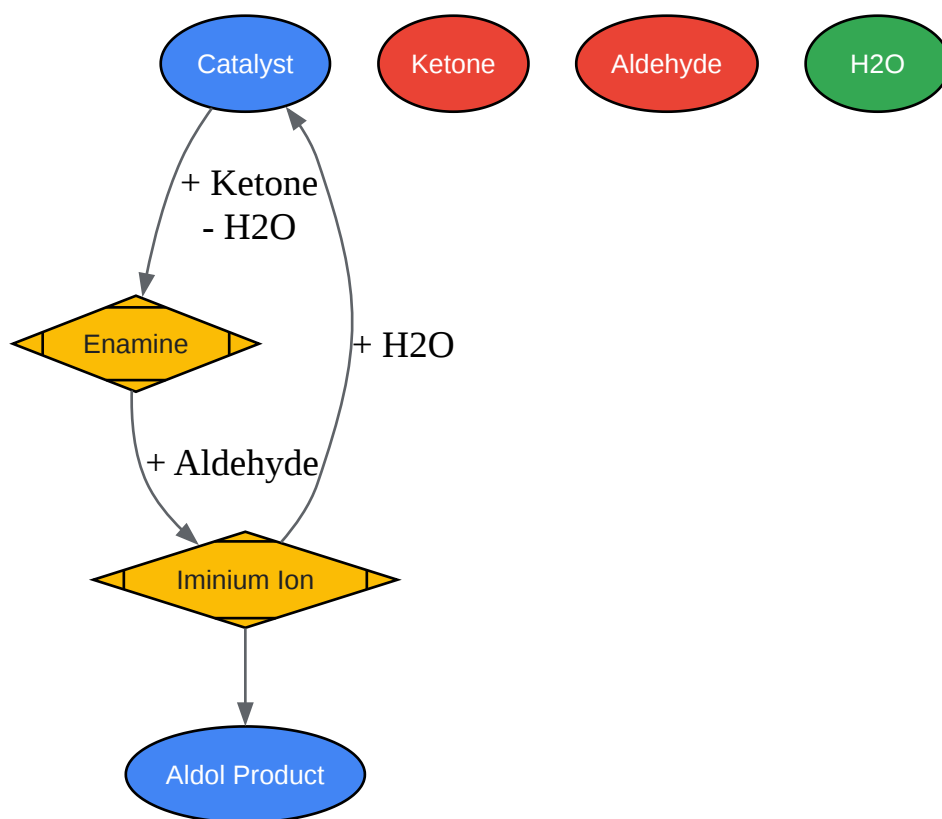 Catalyst
Ketone
Aldehyde
H2O
+ Ketone
- H2O
Enamine
+ H2O
+ Aldehyde
Iminium Ion
Aldol Product